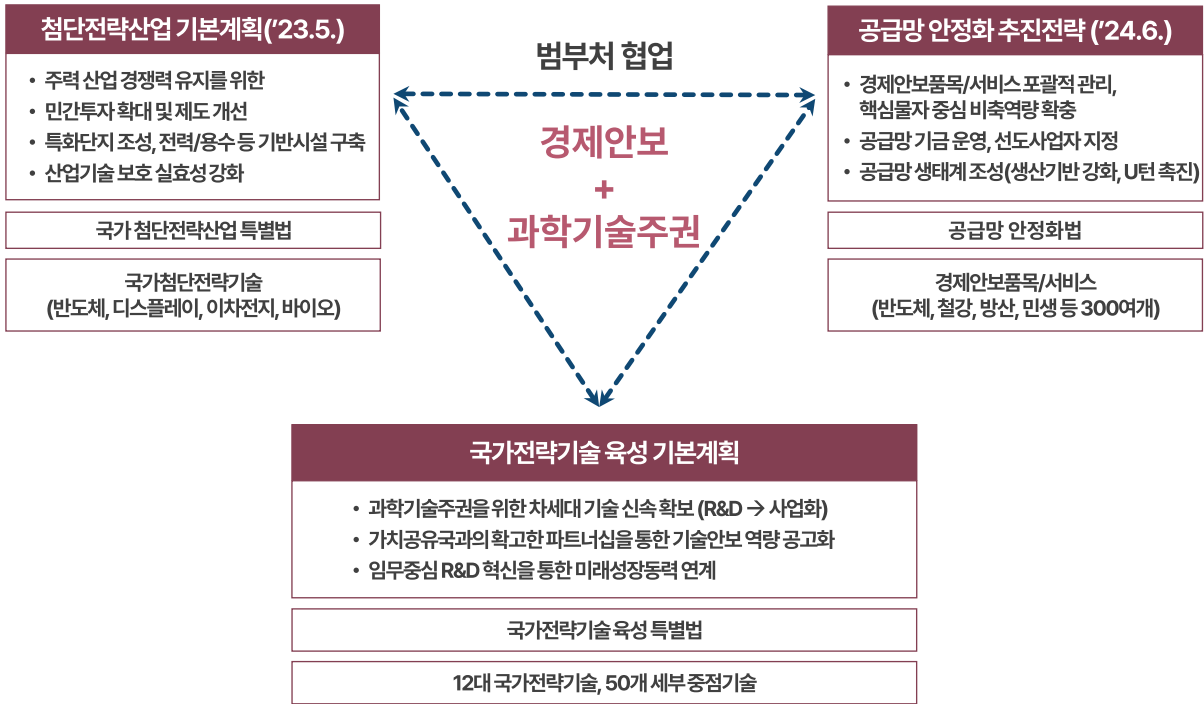 첨단전략산업 기본계획('23.5.)
• 주력 산업 경쟁력 유지를 위한
• 민간투자 확대 및 제도 개선
• 특화단지 조성, 전력/용수 등 기반시설 구축
• 산업기술 보호 실효성 강화
국가 첨단전략산업 특별법
국가첨단전략기술
(반도체, 디스플레이, 이차전지, 바이오)
범부처 협업
경제안보
+
과학기술주권
공급망 안정화 추진전략 ('24.6.)
• 경제안보품목/서비스 포괄적 관리,
핵심물자 중심 비축역량 확충
• 공급망 기금 운영, 선도사업자 지정
• 공급망 생태계 조성(생산기반 강화, U턴 촉진)
공급망 안정화법
경제안보품목/서비스
(반도체, 철강, 방산, 민생 등 300여개)
국가전략기술 육성 기본계획
• 과학기술주권을 위한 차세대 기술 신속 확보 (R&D → 사업화)
• 가치공유국과의 확고한 파트너십을 통한 기술안보 역량 공고화
• 임무중심 R&D 혁신을 통한 미래성장동력 연계
국가전략기술 육성 특별법
12대 국가전략기술, 50개 세부 중점기술